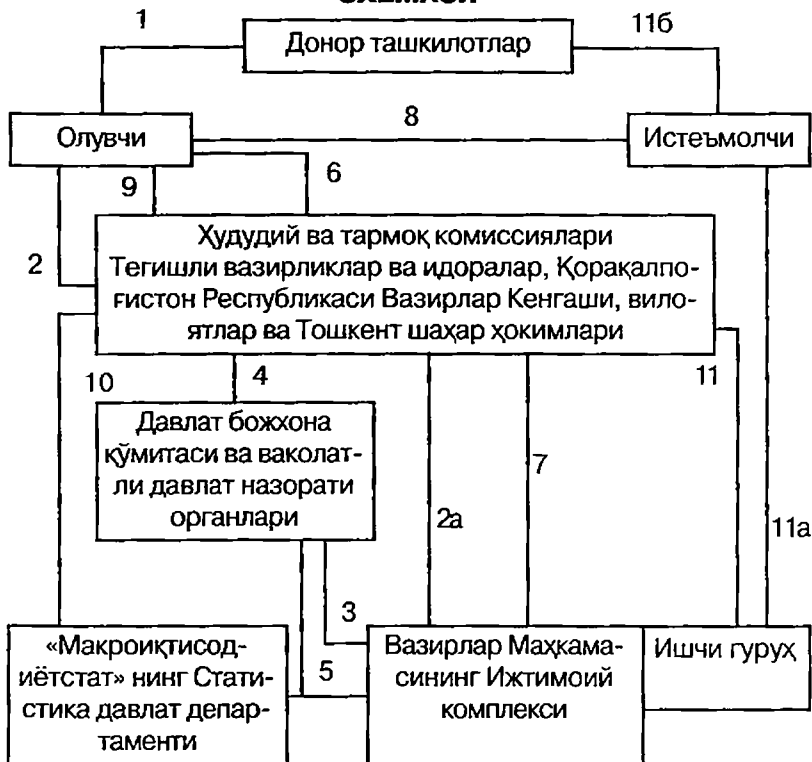 1
Донор ташкилотлар
11б
Олувчи
8
Истеъмолчи
9
6
2
Ҳудудий ва тармоқ комиссиялари
Тегишли вазирликлар ва идоралар, Қорақалпо-
ғистон Республикаси Вазирлар Кенгаши, вило-
ятлар ва Тошкент шаҳар ҳокимлари
10
4
11
Давлат божхона
қўмитаси ва ваколат-
ли давлат назорати
органлари
7
2а
11а
3
5
«Макроиқтисод-
иётстат» нинг Стати-
стика давлат депар-
таменти
Вазирлар Маҳкама-
сининг Ижтимоий
комплекси
Ишчи гуруҳ